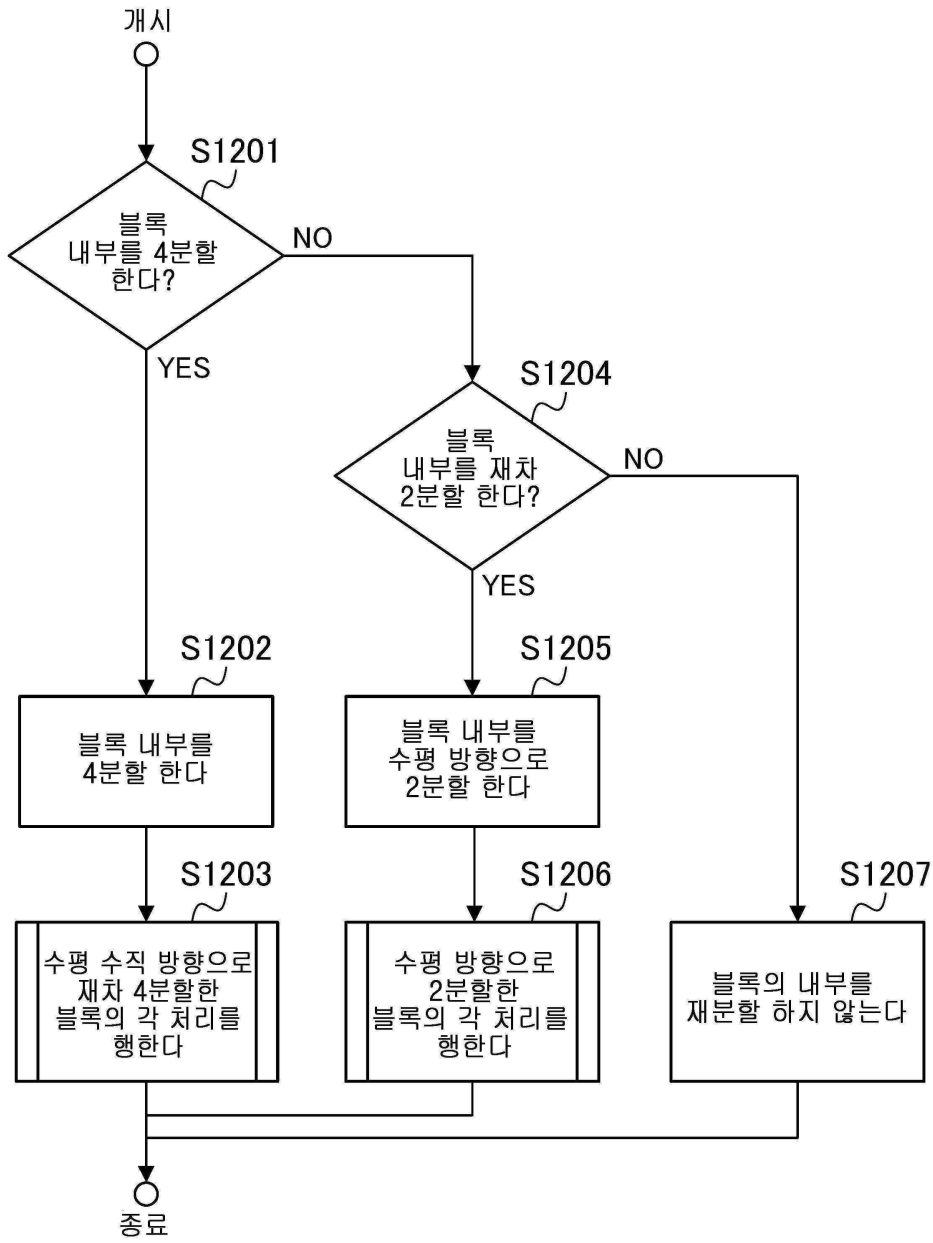 개시
S1201
블록
내부를 4분할
한다?
NO
YES
S1204
블록
내부를 재차
2분할 한다?
NO
YES
S1202
블록 내부를
4분할 한다
S1205
블록 내부를
수평 방향으로
2분할 한다
S1203
수평 수직 방향으로
재차 4분할한
블록의 각 처리를
행한다
S1206
수평 방향으로
2분할한
블록의 각 처리를
행한다
S1207
블록의 내부를
재분할 하지 않는다
종료